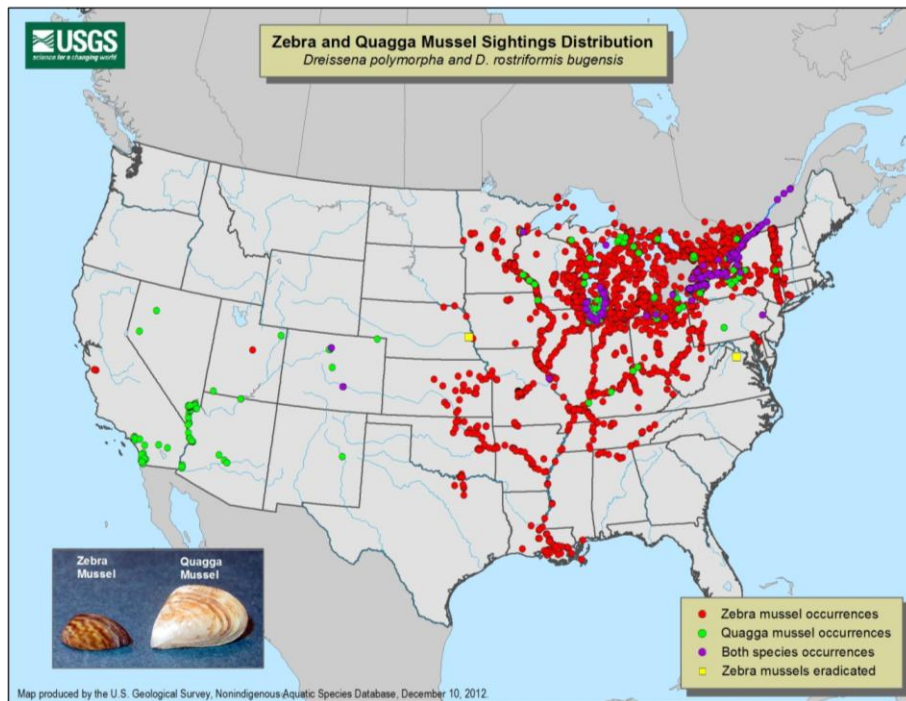 USGS
science for a changing world
Zebra and Quagga Mussel Sightings Distribution
Dreissena polymorpha and D. rostriformis bugensis
Zebra
Mussel
Quagga
Mussel
Zebra mussel occurrences
Quagga mussel occurrences
Both species occurrences
Zebra mussels eradicated
Map produced by the U.S. Geological Survey, Nonindigenous Aquatic Species Database, December 10, 2012.